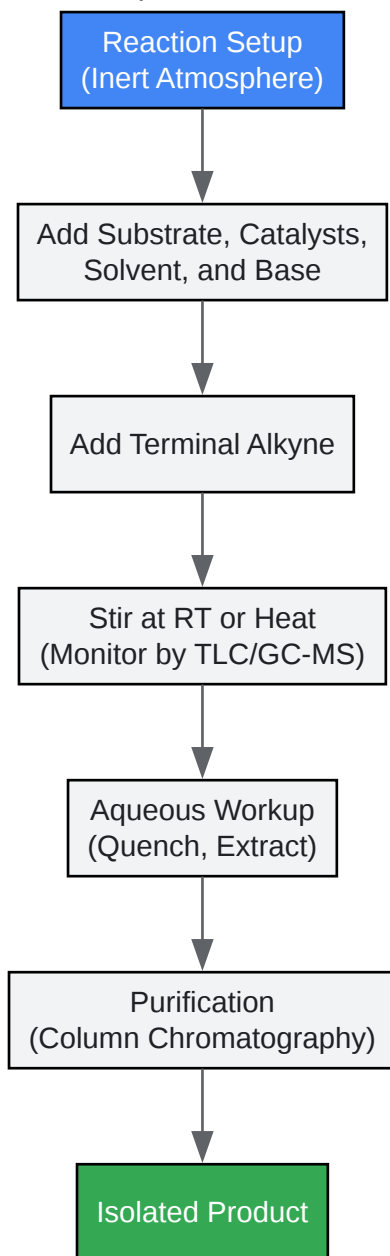 Reaction Setup
(Inert Atmosphere)
Add Substrate, Catalysts,
Solvent, and Base
Add Terminal Alkyne
Stir at RT or Heat
(Monitor by TLC/GC-MS)
Aqueous Workup
(Quench, Extract)
Purification
(Column Chromatography)
Isolated Product